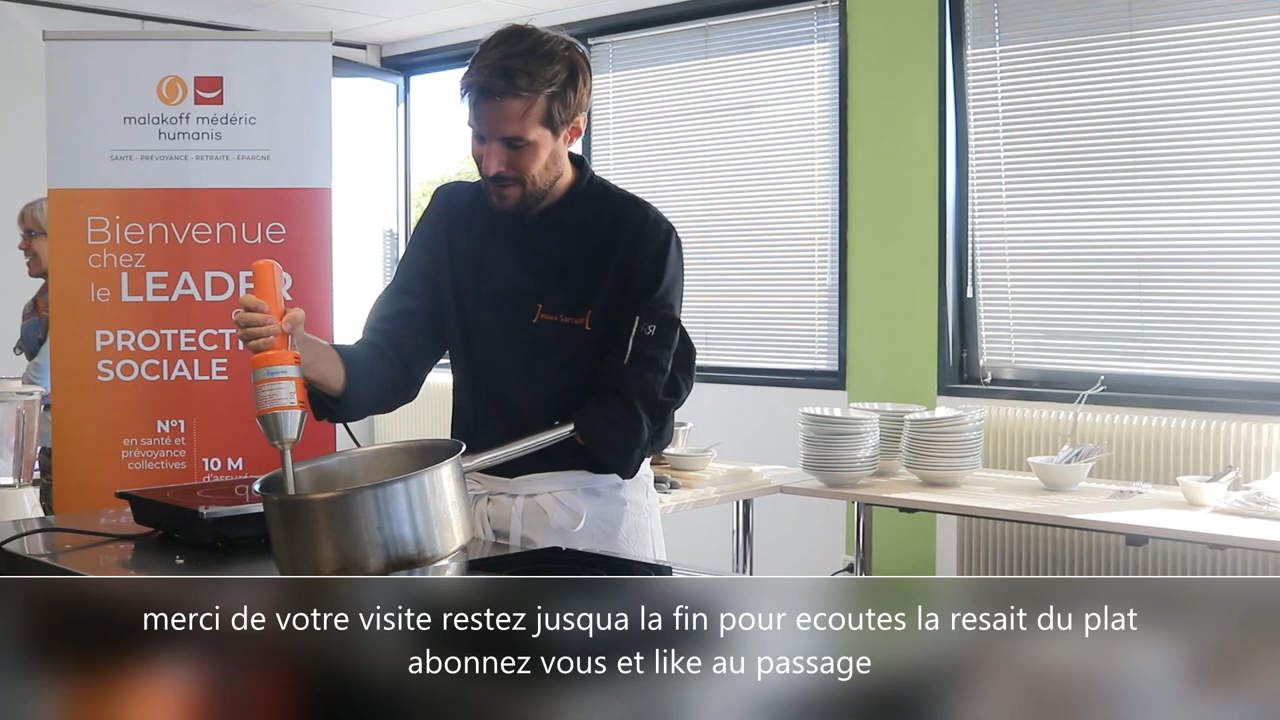 malakoff médéric
humanis
SANTÉ - PRÉVOYANCE - RETRAITE - ÉPARGNE
Bienvenue
chez
le LEADER
PROTECTI
SOCIALE
N°1
en santé et
prévoyance
collectives
10 M
d'assuré
merci de votre visite restez jusqua la fin pour ecoutes la resait du plat
abonnez vous et like au passage